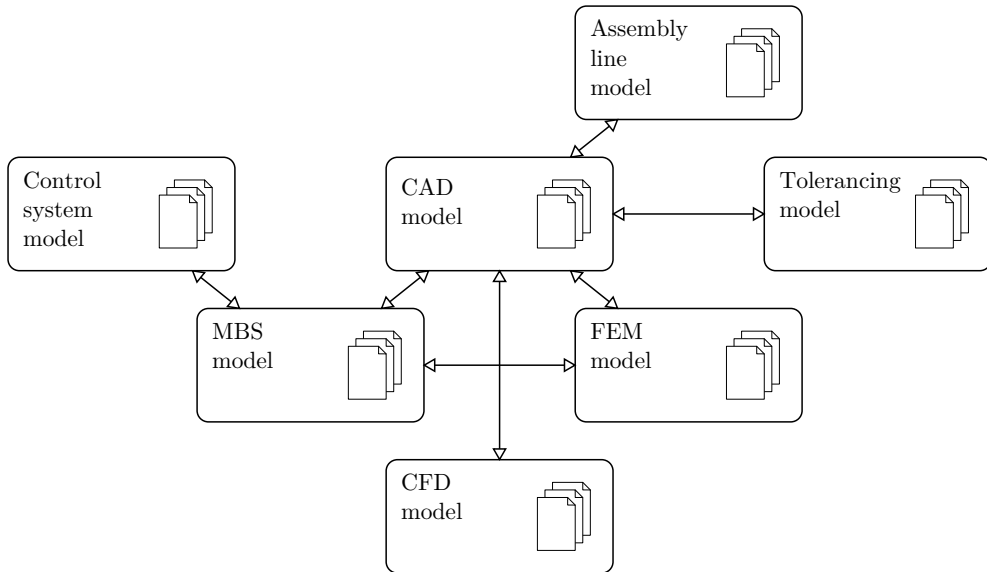 Assembly
line
model
Control
system
model
CAD
model
Tolerancing
model
MBS
model
FEM
model
CFD
model